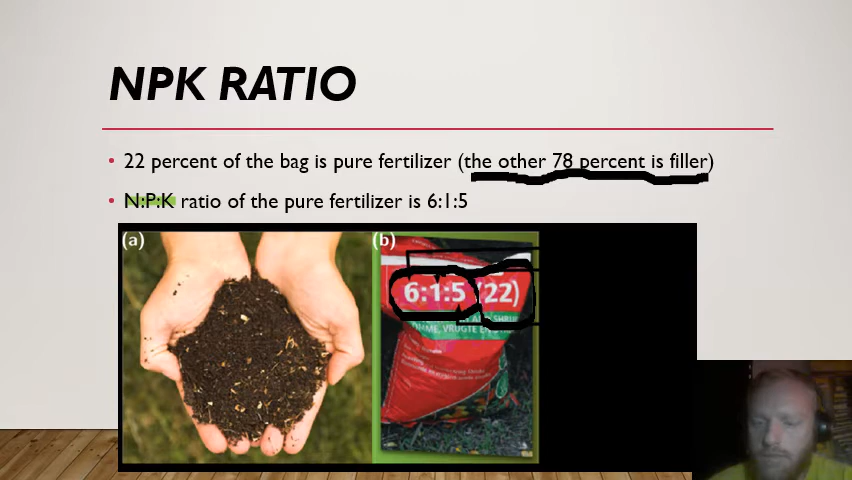 NPK RATIO
• 22 percent of the bag is pure fertilizer (the other 78 percent is filler)
• N:P:K ratio of the pure fertilizer is 6:1:5
(a)
(b)
6:1:5 (22)
VRUGTE